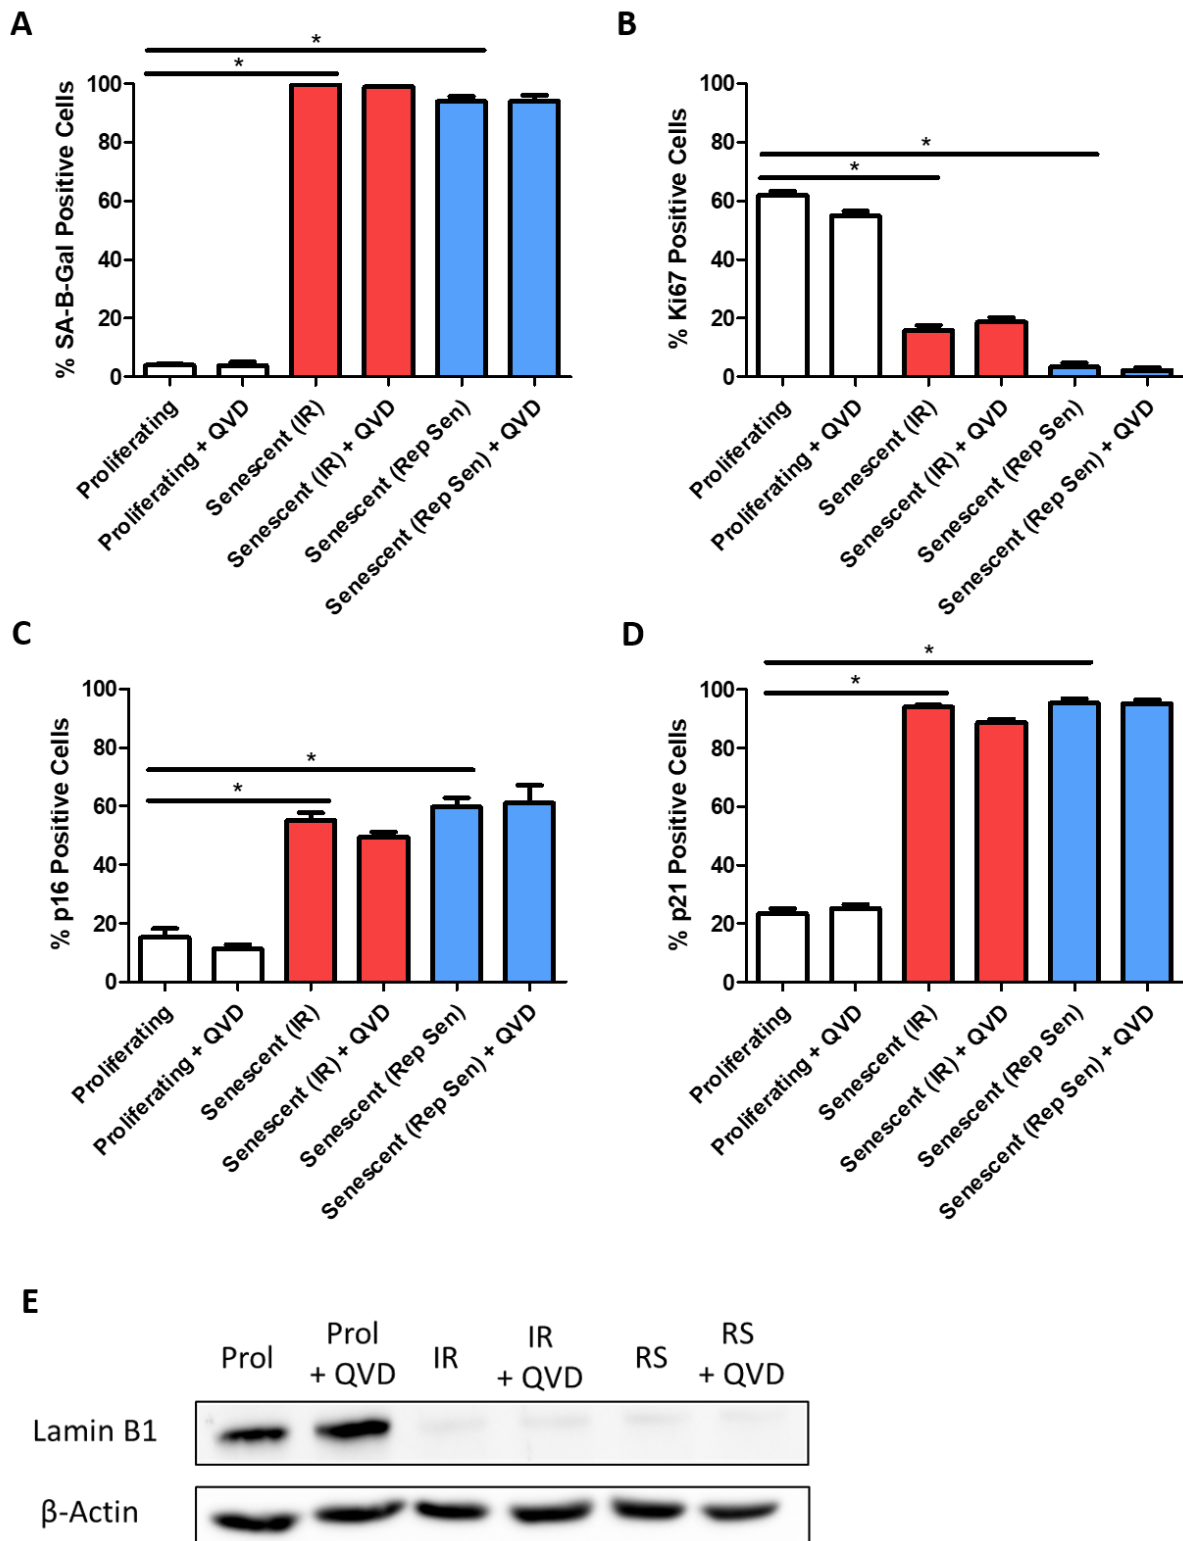 A
*
*
% SA-B-Gal Positive Cells
100
80
60
40
20
0
Proliferating
Proliferating + QVD
Senescent (IR)
Senescent (IR) + QVD
Senescent (Rep Sen)
Senescent (Rep Sen) + QVD
B
*
*
% Ki67 Positive Cells
100
80
60
40
20
0
Proliferating
Proliferating + QVD
Senescent (IR)
Senescent (IR) + QVD
Senescent (Rep Sen)
Senescent (Rep Sen) + QVD
C
*
*
% p16 Positive Cells
100
80
60
40
20
0
Proliferating
Proliferating + QVD
Senescent (IR)
Senescent (IR) + QVD
Senescent (Rep Sen)
Senescent (Rep Sen) + QVD
D
*
*
% p21 Positive Cells
100
80
60
40
20
0
Proliferating
Proliferating + QVD
Senescent (IR)
Senescent (IR) + QVD
Senescent (Rep Sen)
Senescent (Rep Sen) + QVD
E
Prol
Prol
+ QVD
IR
IR
+ QVD
RS
RS
+ QVD
Lamin B1
β-Actin